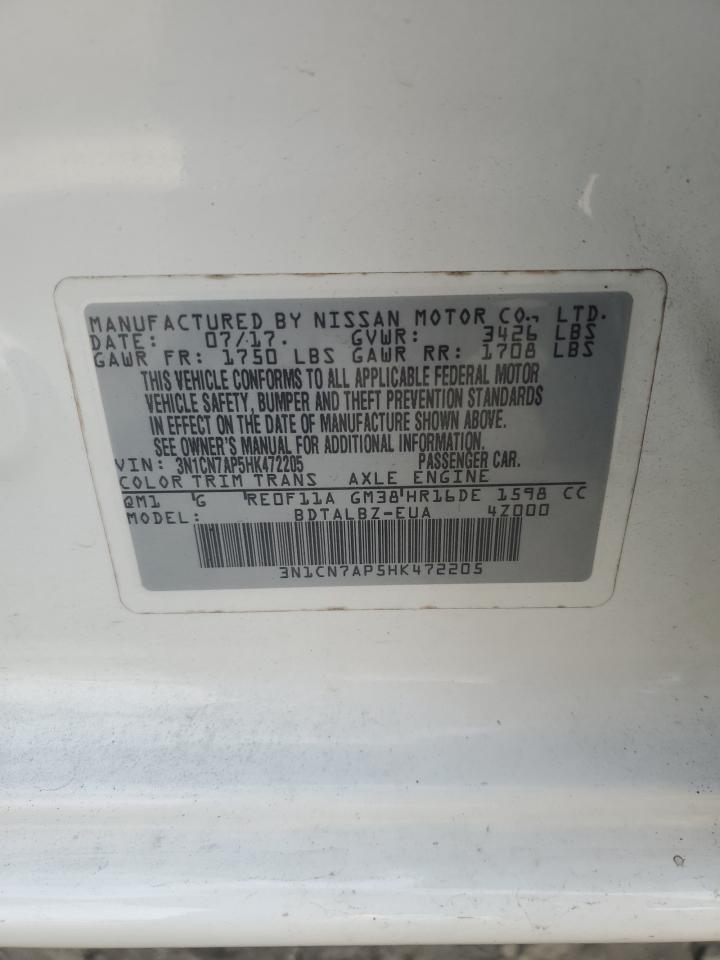 MANUFACTURED BY NISSAN MOTOR CO., LTD.
DATE: 07/17. GVWR: 3426 LBS
GAWR FR: 1750 LBS GAWR RR: 1708 LBS
THIS VEHICLE CONFORMS TO ALL APPLICABLE FEDERAL MOTOR
VEHICLE SAFETY, BUMPER AND THEFT PREVENTION STANDARDS
IN EFFECT ON THE DATE OF MANUFACTURE SHOWN ABOVE.
SEE OWNER'S MANUAL FOR ADDITIONAL INFORMATION.
VIN: 3N1CN7AP5HK472205 PASSENGER CAR.
COLOR TRIM TRANS AXLE ENGINE
QM1 'G 'RE0F11A GM38'HR16DE 1598 CC
MODEL: BDTALBZ-EUA 4Z000
3N1CN7AP5HK472205